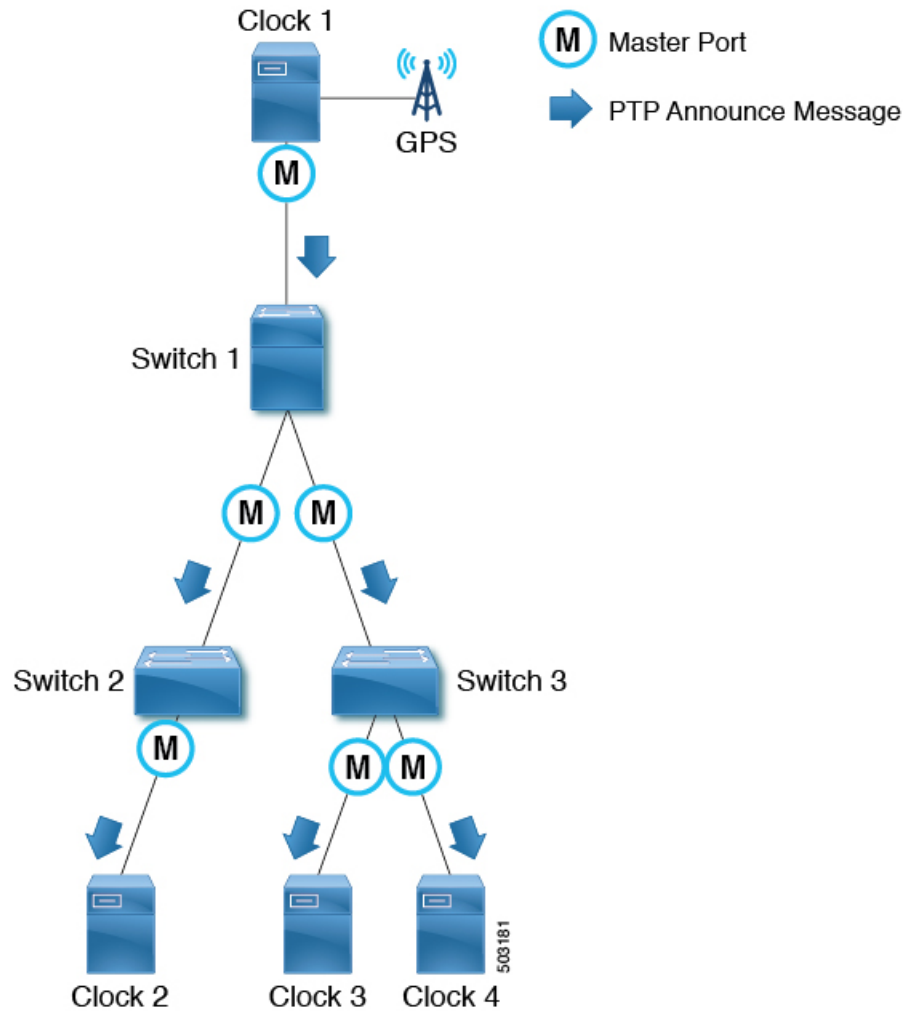 Clock 1
M Master Port
PTP Announce Message
GPS
M
Switch 1
M M
Switch 2
Switch 3
M
M M
Clock 2
Clock 3
Clock 4
503181